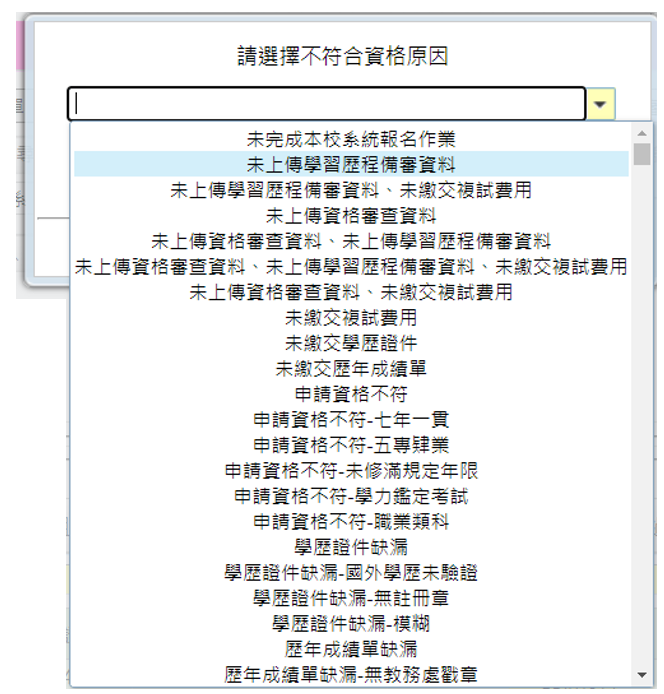 請選擇不符合資格原因
未完成本校系統報名作業
未上傳學習歷程備審資料
未上傳學習歷程備審資料、未繳交複試費用
未上傳資格審查資料
未上傳資格審查資料、未上傳學習歷程備審資料
未上傳資格審查資料、未上傳學習歷程備審資料、未繳交複試費用
未上傳資格審查資料、未繳交複試費用
未繳交複試費用
未繳交學歷證件
未繳交歷年成績單
申請資格不符
申請資格不符-七年一貫
申請資格不符-五專肄業
申請資格不符-未修滿規定年限
申請資格不符-學力鑑定考試
申請資格不符-職業類科
學歷證件缺漏
學歷證件缺漏-國外學歷未驗證
學歷證件缺漏-無註冊章
學歷證件缺漏-模糊
歷年成績單缺漏
歷年成績單缺漏-無教務處戳章